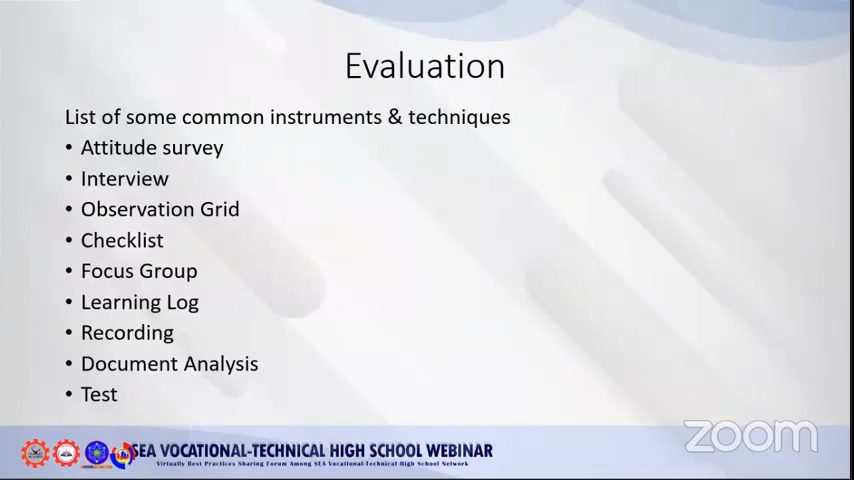 Evaluation
List of some common instruments & techniques
• Attitude survey
• Interview
• Observation Grid
• Checklist
• Focus Group
• Learning Log
• Recording
• Document Analysis
• Test
zoom
SEA VOCATIONAL-TECHNICAL HIGH SCHOOL WEBINAR
Virtually Best Practices Sharing Forum Among SEA Vocational-Technical High School Network